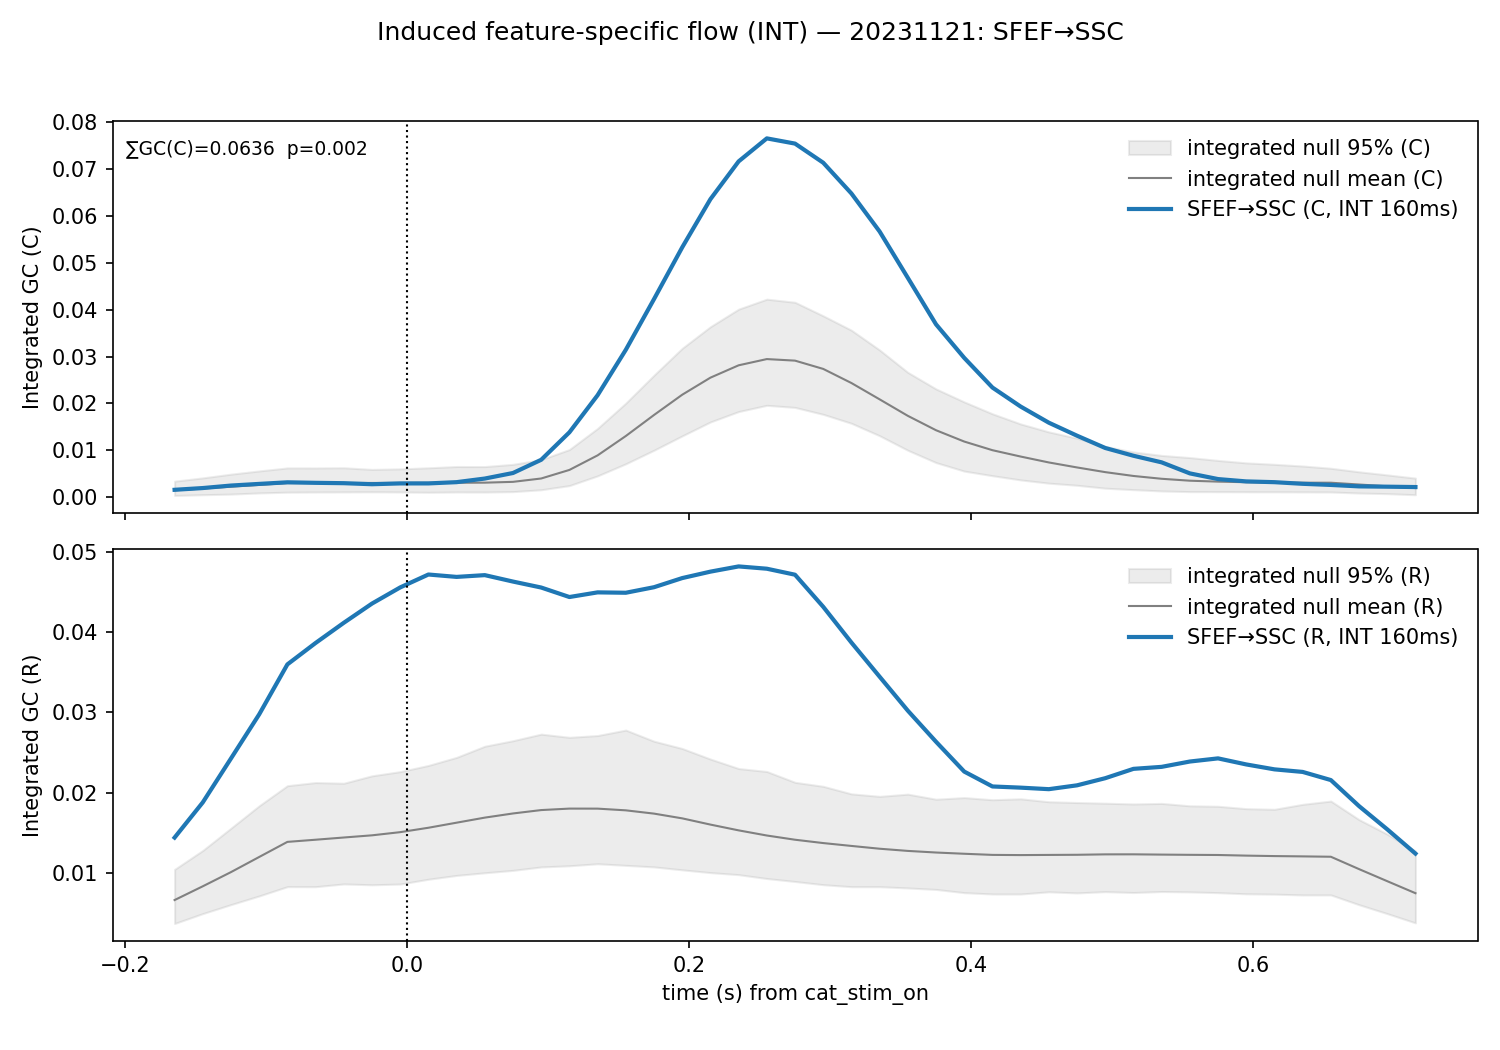 Induced feature-specific flow (INT) — 20231121: SFEF→SSC
∑GC(C)=0.0636  p=0.002
integrated null 95% (C)
integrated null mean (C)
SFEF→SSC (C, INT 160ms)
Integrated GC (C)
0.08
0.07
0.06
0.05
0.04
0.03
0.02
0.01
0.00
integrated null 95% (R)
integrated null mean (R)
SFEF→SSC (R, INT 160ms)
Integrated GC (R)
0.05
0.04
0.03
0.02
0.01
−0.2 0.0 0.2 0.4 0.6
time (s) from cat_stim_on